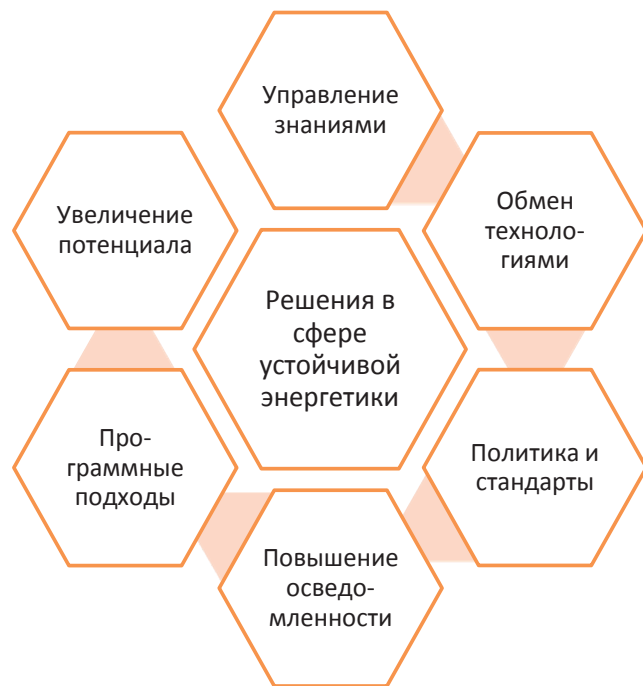 Управление
знаниями
Обмен
техноло-
гиями
Политика и
стандарты
Повышение
осведо-
мленности
Про-
граммные
подходы
Увеличение
потенциала
Решения в
сфере
устойчивой
энергетики